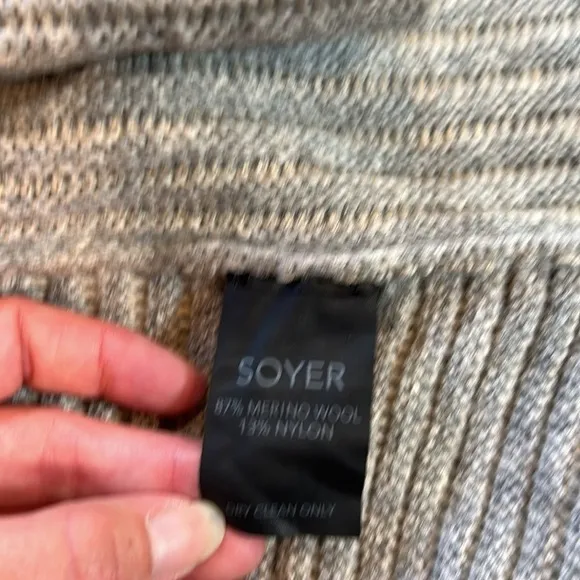 SOYER
87% MERINO WOOL
13% NYLON
DRY CLEAN ONLY